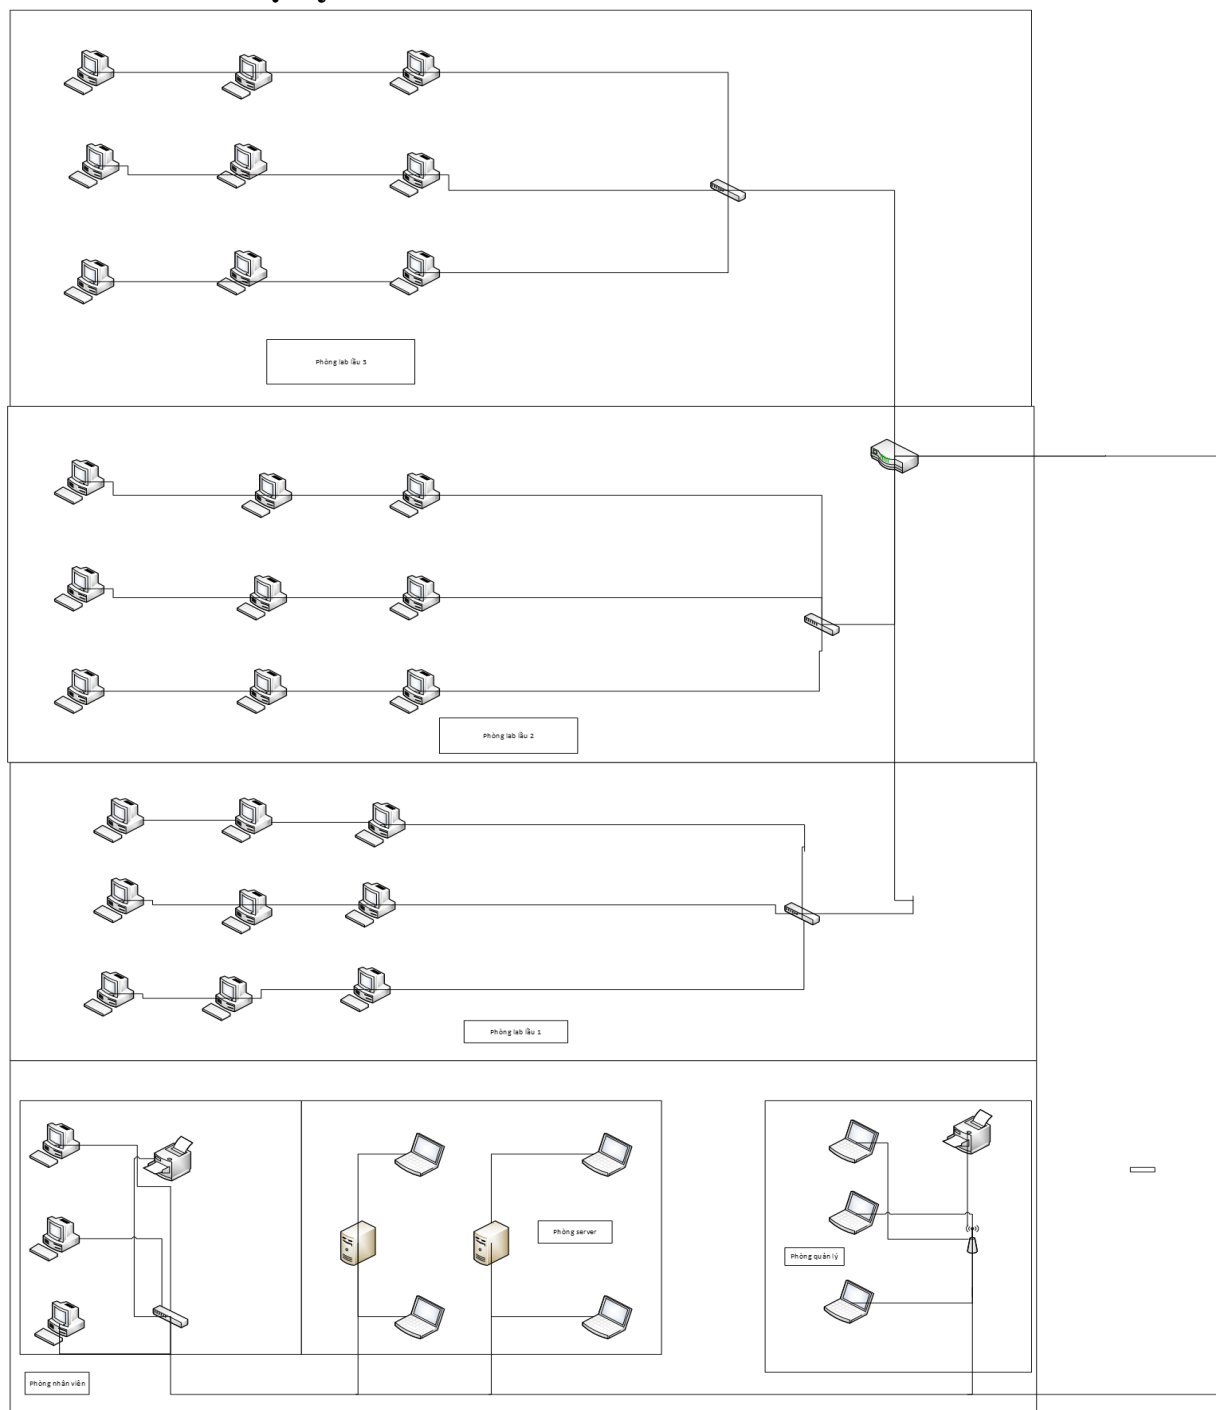 Phòng lab lầu 3
Phòng lab lầu 2
Phòng lab lầu 1
Phòng server
Phòng quản lý
Phòng nhân viên